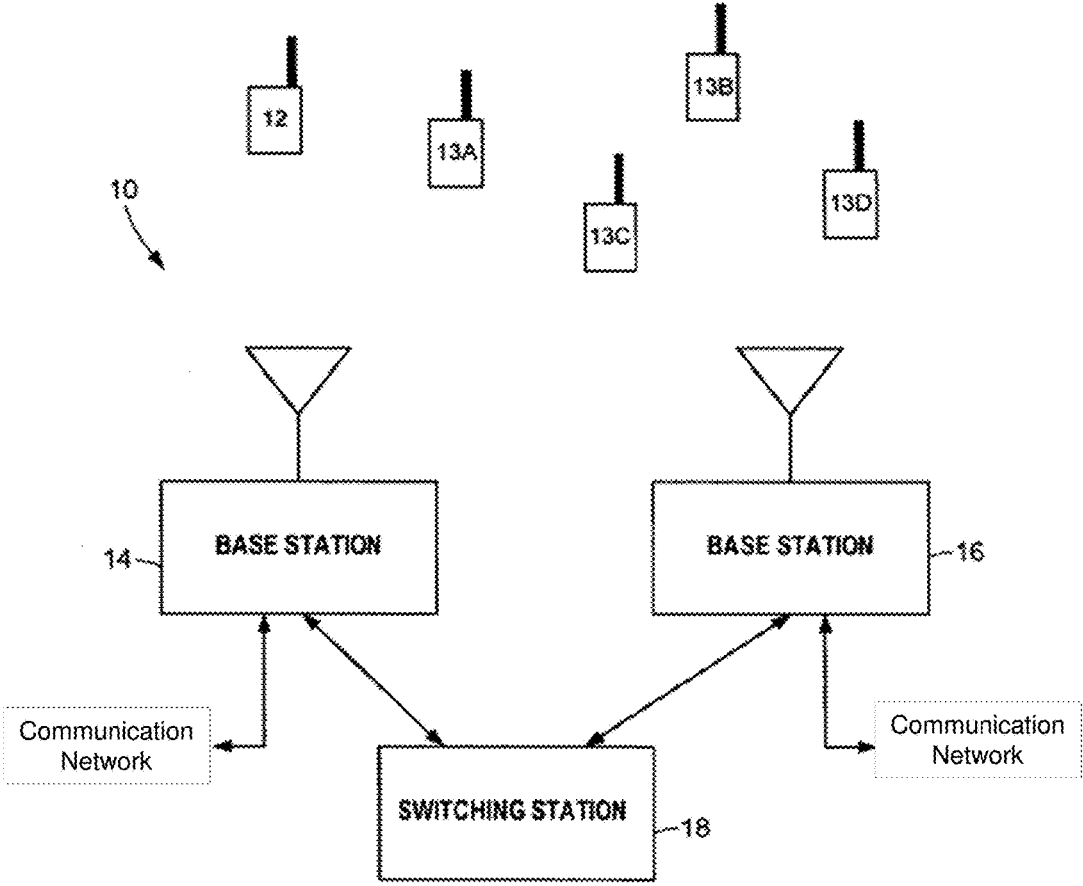 13B
12
13A
13D
10
13C
BASE STATION
BASE STATION
14
16
Communication
Network
Communication
Network
SWITCHING STATION
18